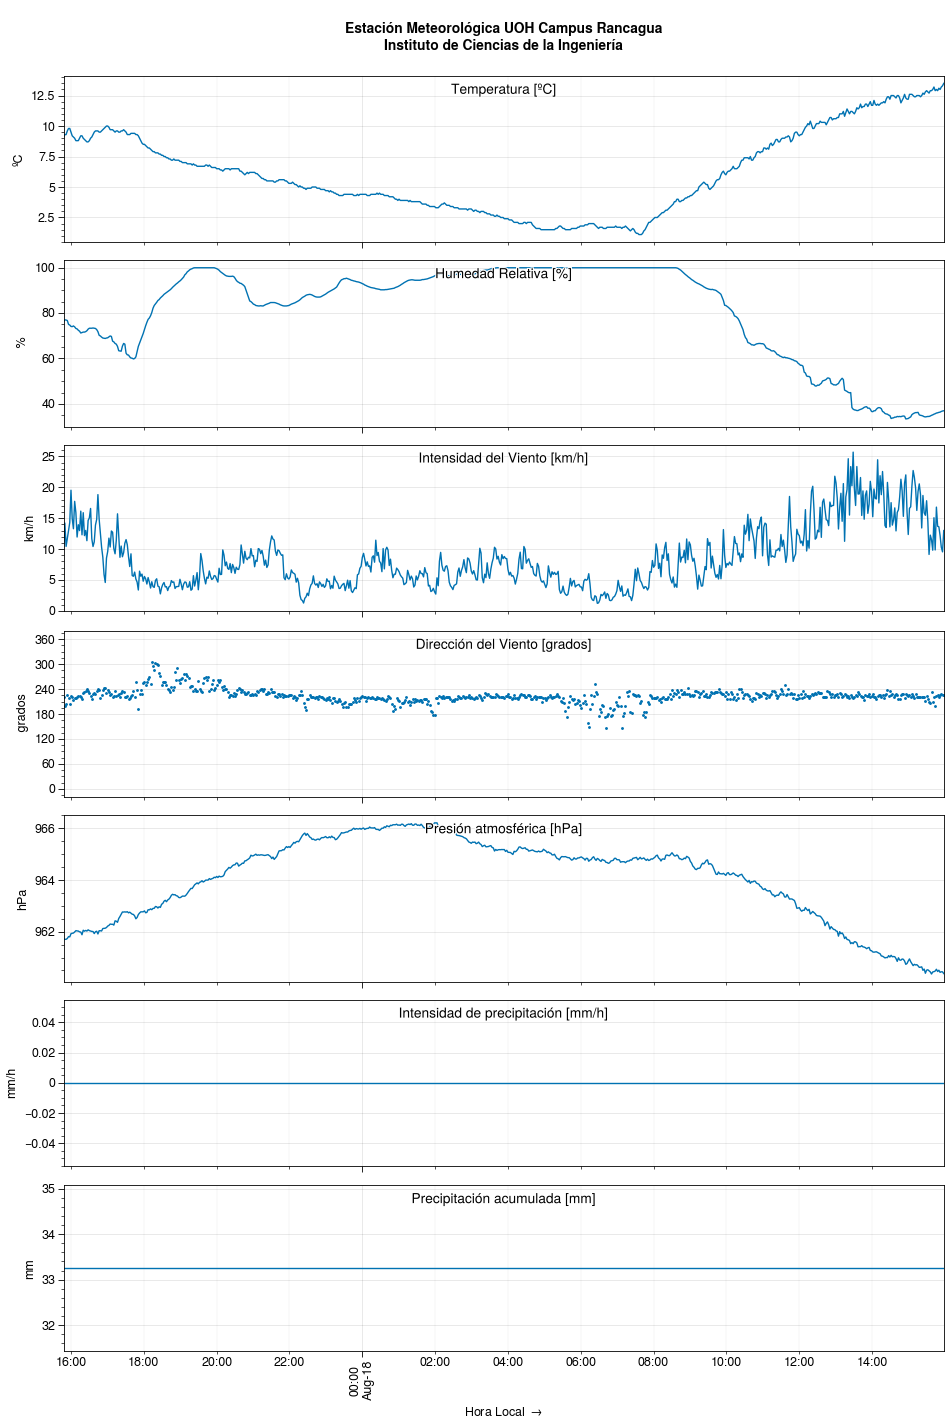 Estación Meteorológica UOH Campus Rancagua
Instituto de Ciencias de la Ingeniería
Temperatura [ºC]
12.5
10
7.5
5
2.5
ºC
Humedad Relativa [%]
100
80
60
40
%
Intensidad del Viento [km/h]
25
20
15
10
5
0
km/h
Dirección del Viento [grados]
360
300
240
180
120
60
0
grados
Presión atmosférica [hPa]
966
964
962
hPa
Intensidad de precipitación [mm/h]
0.04
0.02
0
−0.02
−0.04
mm/h
Precipitación acumulada [mm]
35
34
33
32
mm
16:00 18:00 20:00 22:00 00:00 02:00 04:00 06:00 08:00 10:00 12:00 14:00
Aug-18
Hora Local →